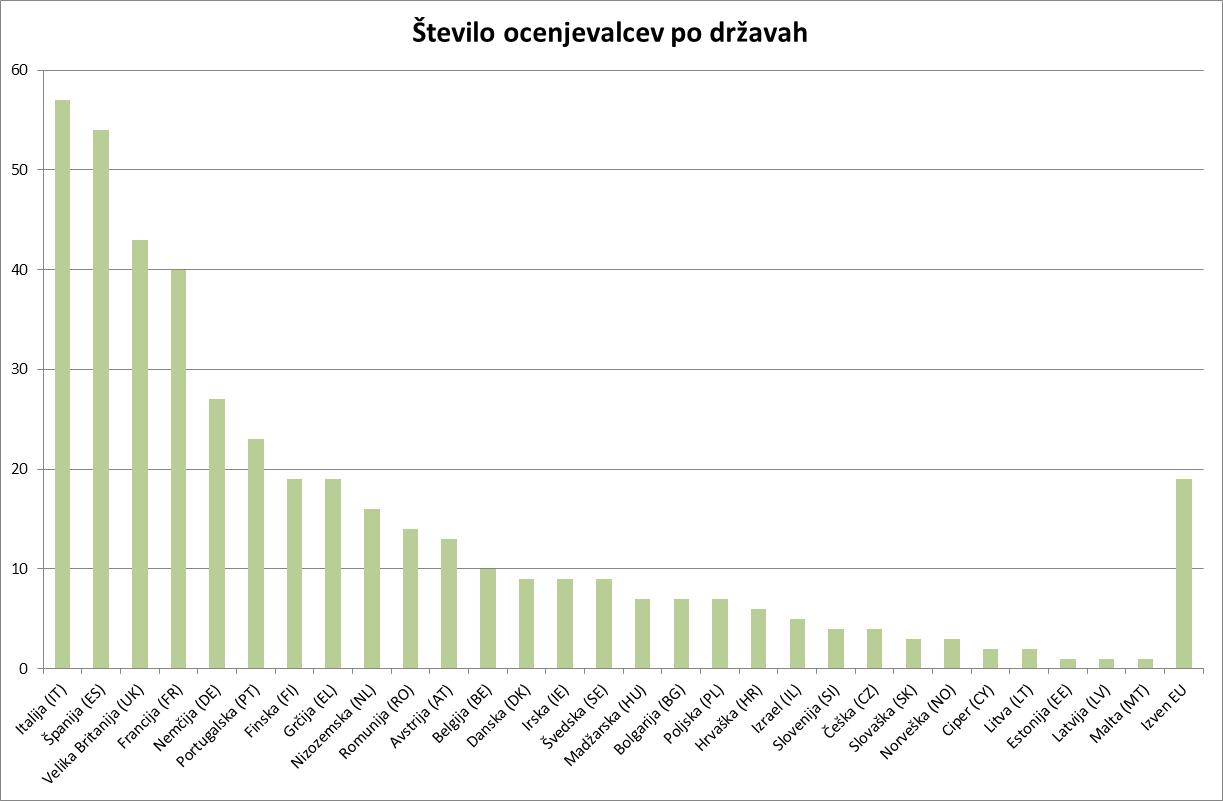 Število ocenjevalcev po državah
60
50
40
30
20
10
0
Italija (IT)
Španija (ES)
Velika Britanija (UK)
Francija (FR)
Nemčija (DE)
Portugalska (PT)
Finska (FI)
Grčija (EL)
Nizozemska (NL)
Romunija (RO)
Avstrija (AT)
Belgija (BE)
Danska (DK)
Irska (IE)
Švedska (SE)
Madžarska (HU)
Bolgarija (BG)
Poljska (PL)
Hrvaška (HR)
Izrael (IL)
Slovenija (SI)
Češka (CZ)
Slovaška (SK)
Norveška (NO)
Ciper (CY)
Litva (LT)
Estonija (EE)
Latvija (LV)
Malta (MT)
Izven EU